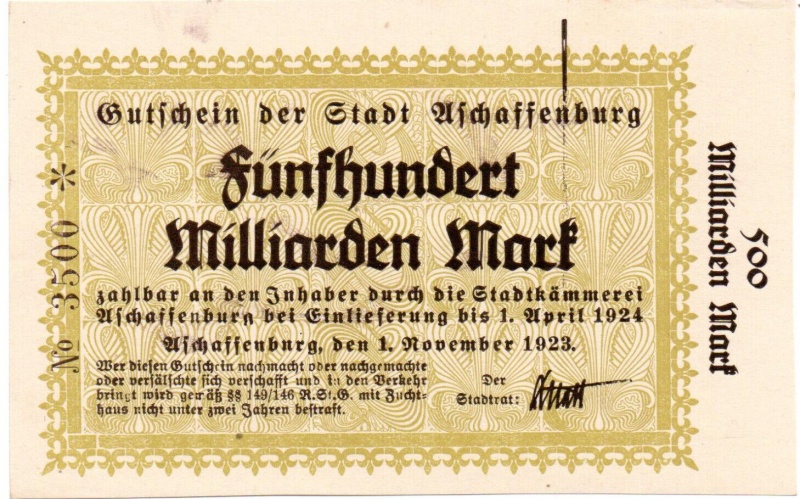 Gutschein der Stadt Aschaffenburg
Fünfhundert
Milliarden Mark
zahlbar an den Inhaber durch die Stadtkämmerei
Aschaffenburg bei Einlieferung bis 1. April 1924
Aschaffenburg, den 1. November 1923.
Wer diesen Gutschein nachmacht oder nachgemachte
oder verfälschte sich verschafft und in den Verkehr
bringt wird gemäß §§ 149/146 R.St.G. mit Zucht-
haus nicht unter zwei Jahren bestraft.
Der
Stadtrat:
No 3500 *
500
Milliarden Mark